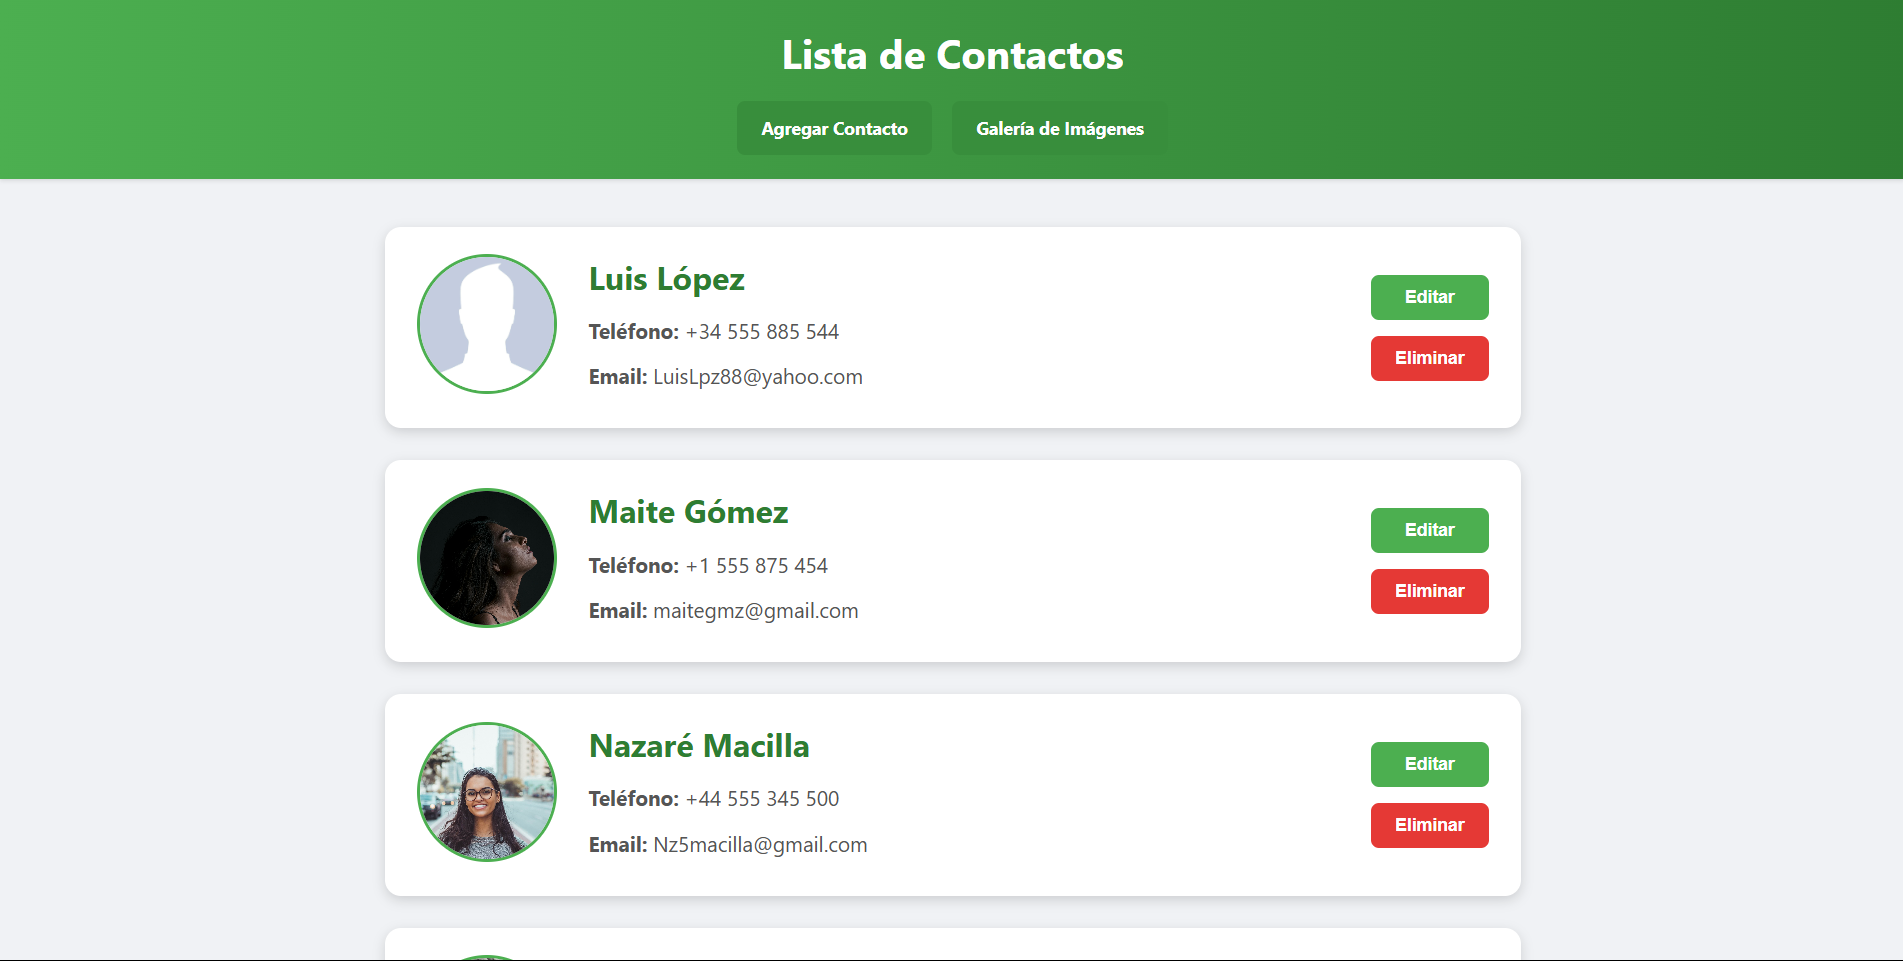 Lista de Contactos
Agregar Contacto
Galería de Imágenes
Luis López
Teléfono: +34 555 885 544
Email: LuisLpz88@yahoo.com
Editar
Eliminar
Maite Gómez
Teléfono: +1 555 875 454
Email: maitegmz@gmail.com
Editar
Eliminar
Nazaré Macilla
Teléfono: +44 555 345 500
Email: Nz5macilla@gmail.com
Editar
Eliminar